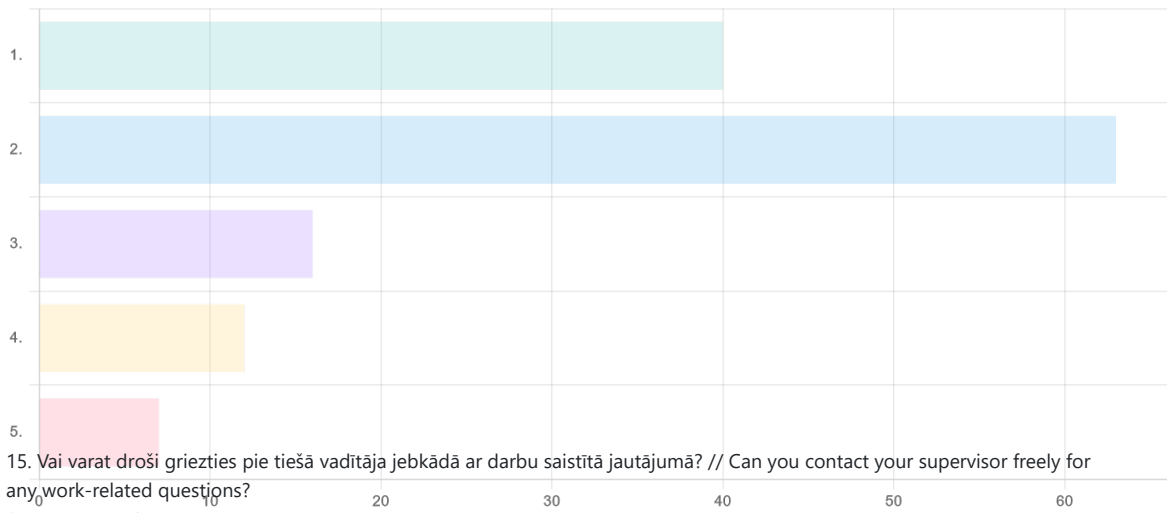 1.
2.
3.
4.
5.
15. Vai varat droši griezties pie tiešā vadītāja jebkādā ar darbu saistītā jautājumā? // Can you contact your supervisor freely for
any work-related questions?
0 10 20 30 40 50 60